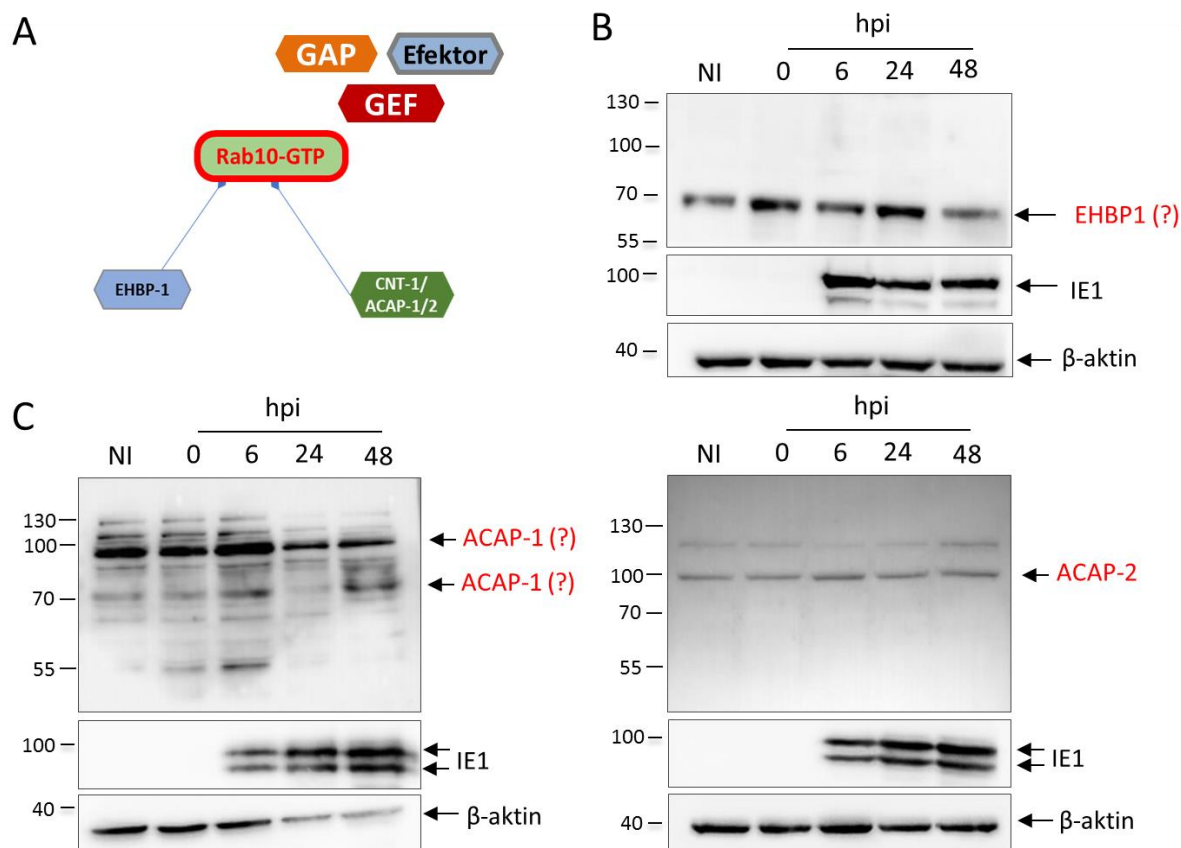 A
GAP
Efektor
GEF
Rab10-GTP
EHBP-1
CNT-1/
ACAP-1/2
B
hpi
NI 0 6 24 48
130
100
70
55
EHBP1 (?)
100
IE1
40
β-aktin
C
hpi
NI 0 6 24 48
130
100
70
55
ACAP-1 (?)
ACAP-1 (?)
100
IE1
40
β-aktin
hpi
NI 0 6 24 48
130
100
70
55
ACAP-2
100
IE1
40
β-aktin